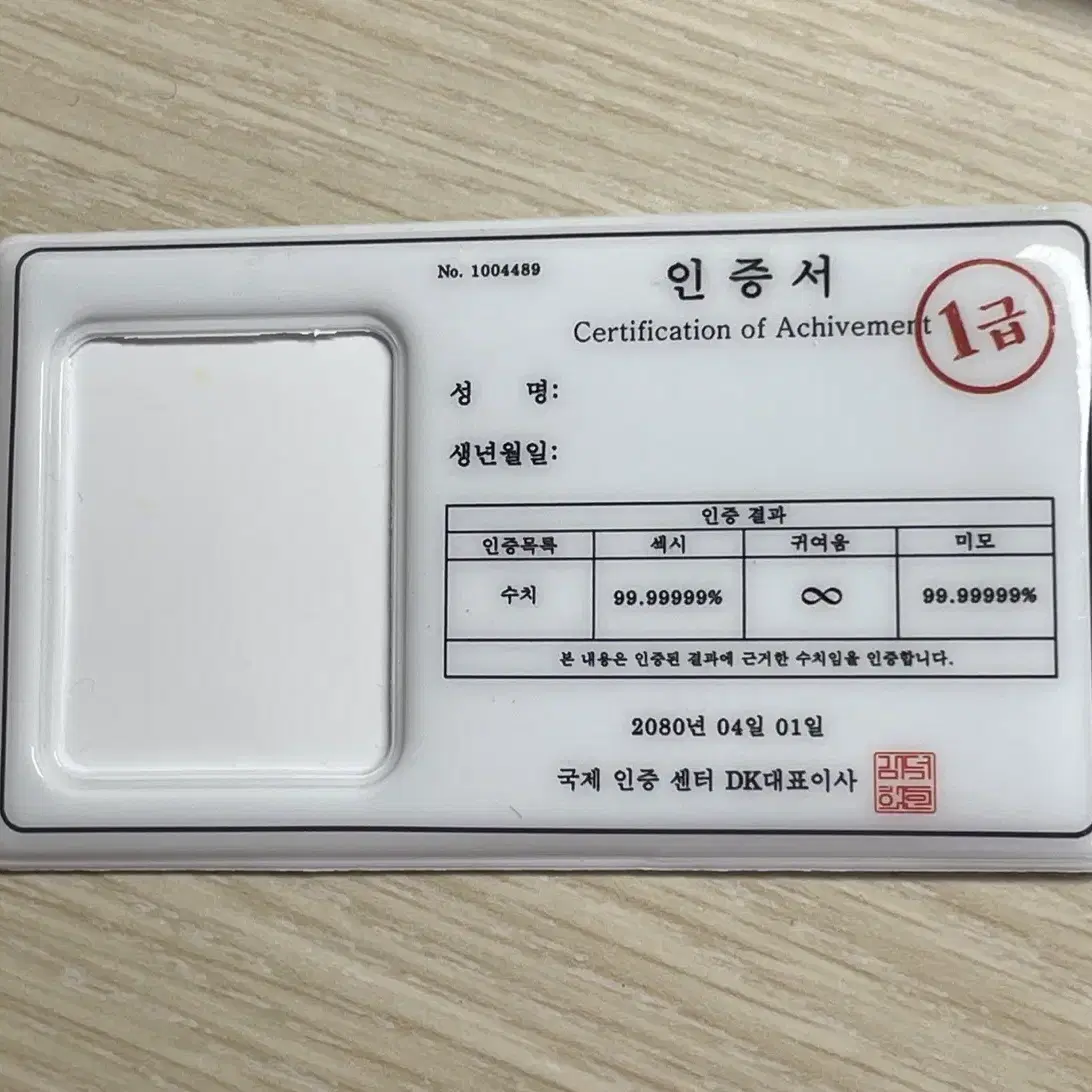 No. 1004489
인증서
Certification of Achivement
1급
성 명:
생년월일:
인증 결과
인증목록 섹시 귀여움 미모
수치 99.99999% ∞ 99.99999%
본 내용은 인증된 결과에 근거한 수치임을 인증합니다.
2080년 04일 01일
국제 인증 센터 DK대표이사